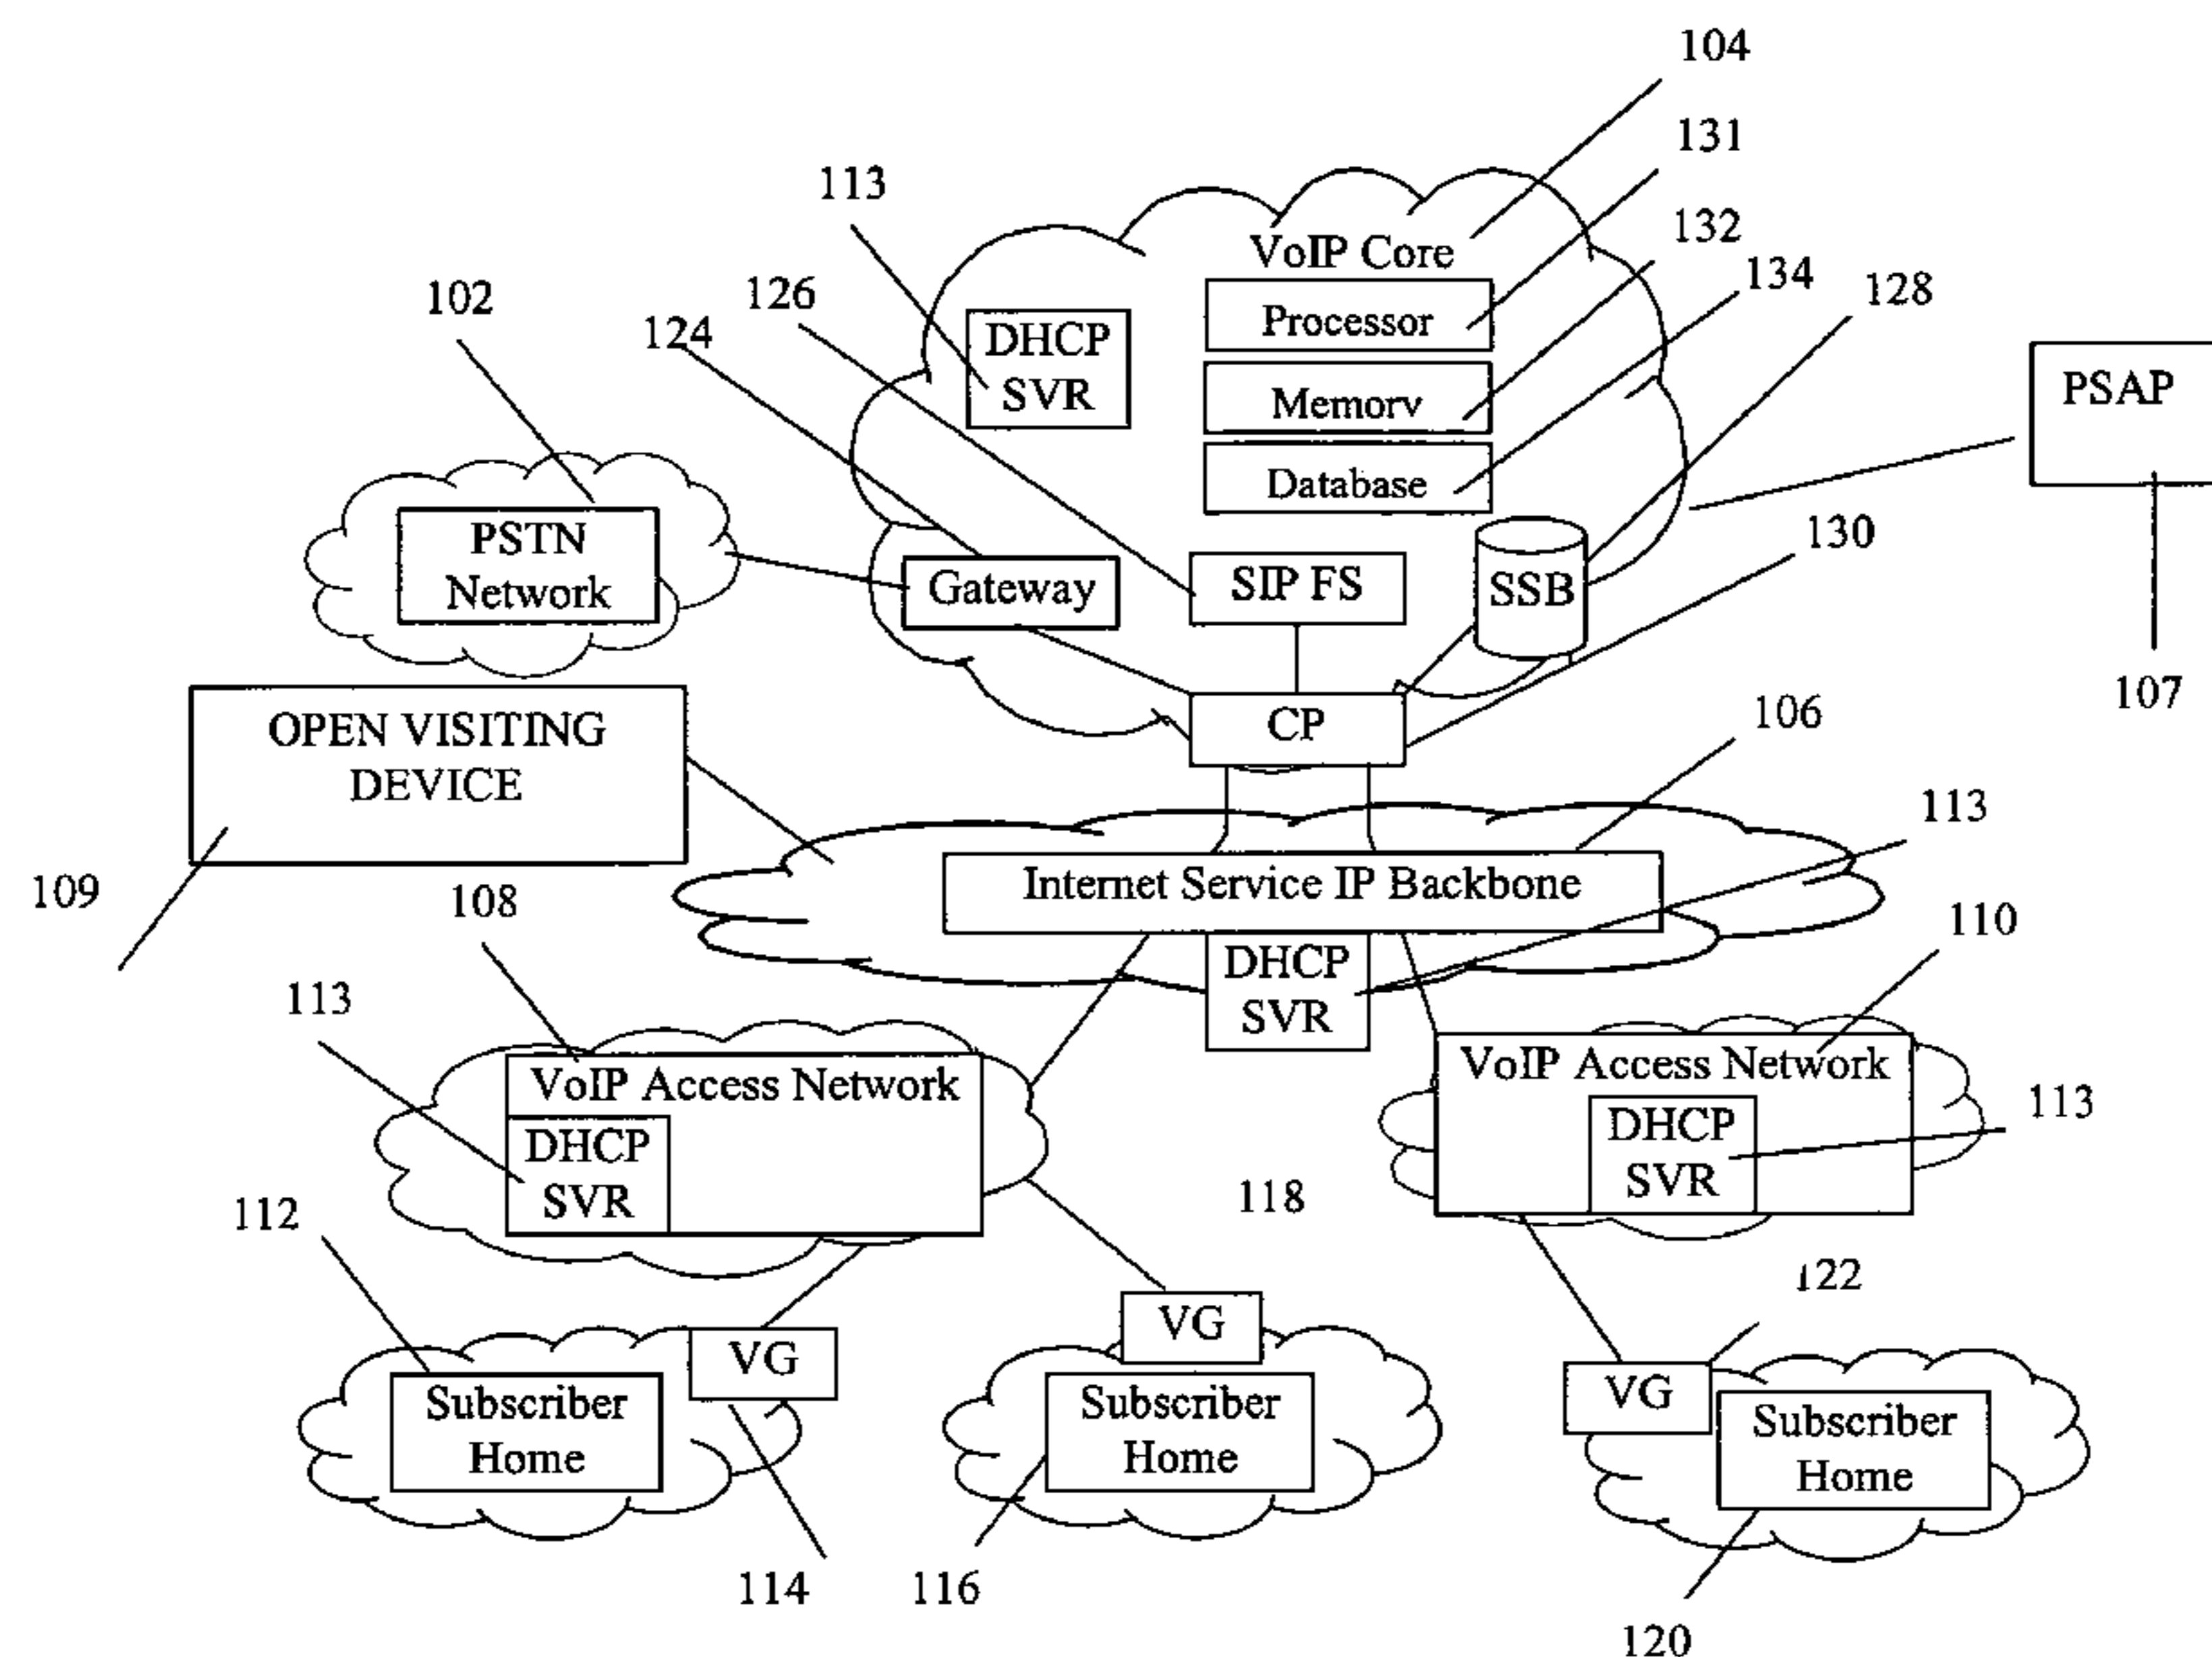 104
131
113
132
VoIP Core
134
126
128
102
Processor
124
DHCP
SVR
PSAP
Memory
Database
130
PSTN
Network
Gateway
SIP FS
SSB
107
OPEN VISITING
DEVICE
CP
106
113
109
108
Internet Service IP Backbone
110
DHCP
SVR
113
VoIP Access Network
VoIP Access Network
113
DHCP
SVR
DHCP
SVR
112
118
122
VG
VG
VG
Subscriber
Home
Subscriber
Home
Subscriber
Home
114
116
120